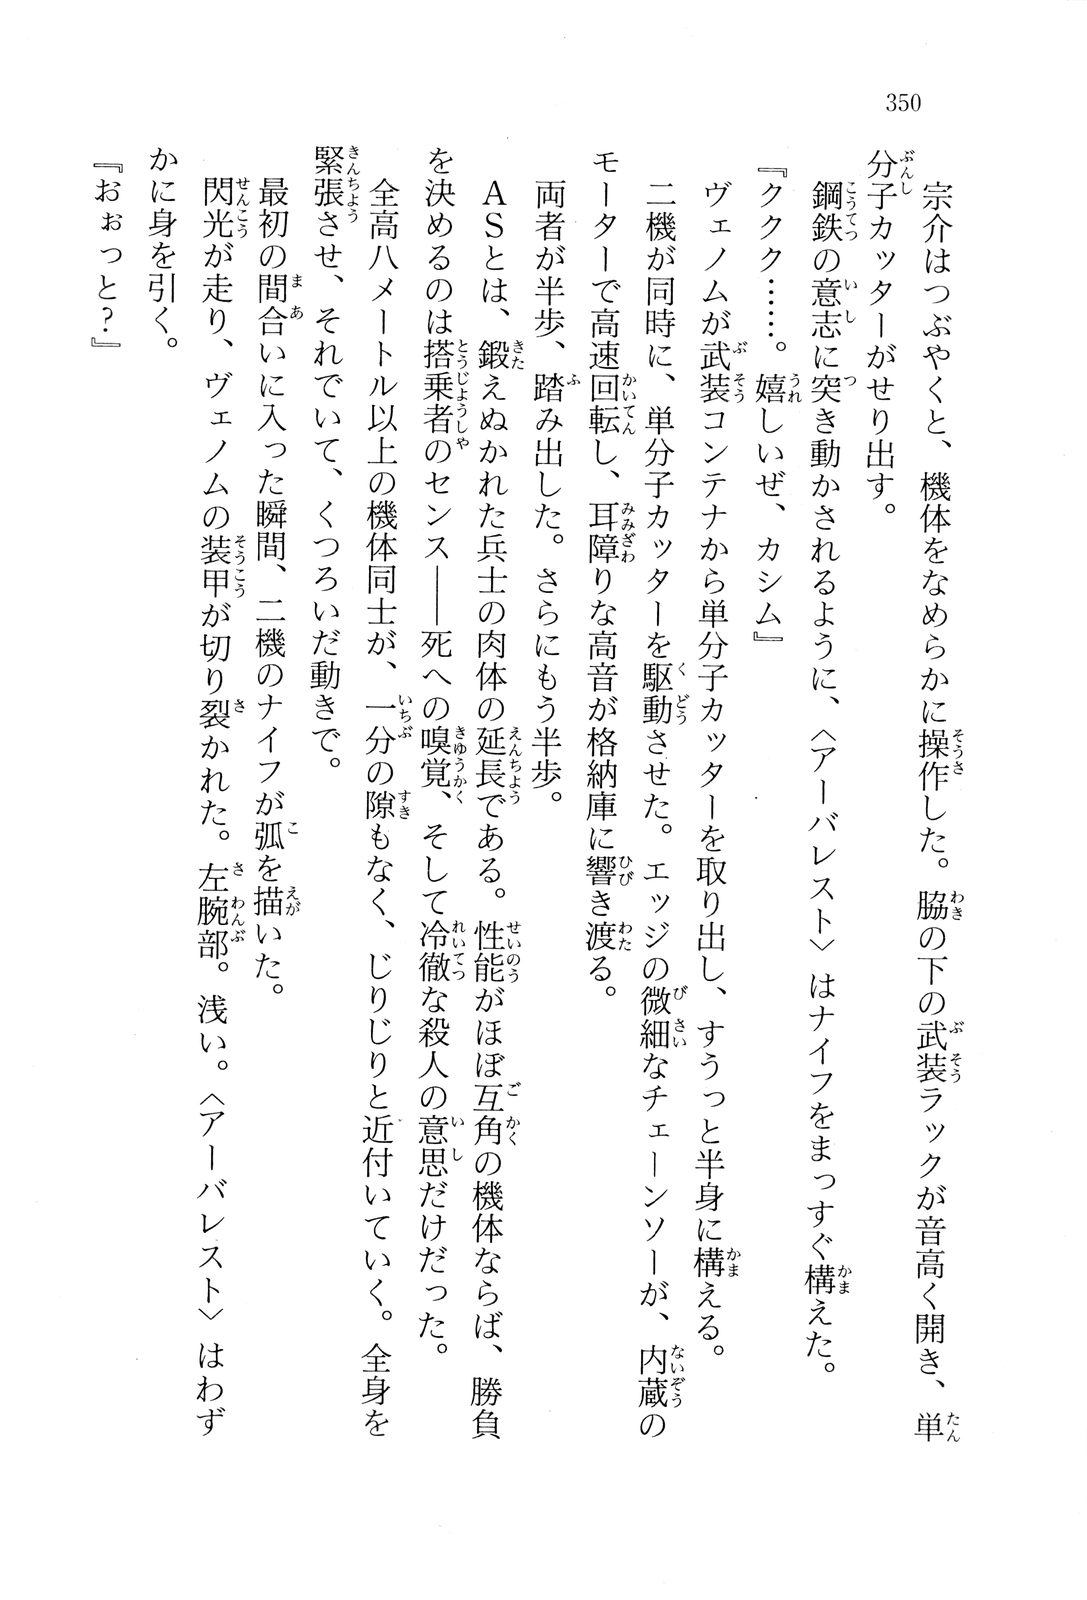 350
宗介はつぶやくと、機体をなめらかに操作した。脇の下の武装ラックが音高く開き、単
分子カッターがせり出す。
鋼鉄の意志に突き動かされるように、〈アーバレスト〉はナイフをまっすぐ構えた。
『ククク……。嬉しいぜ、カシム』
ヴェノムが武装コンテナから単分子カッターを取り出し、すうっと半身に構える。
二機が同時に、単分子カッターを駆動させた。エッジの微細なチェーンソーが、内蔵の
モーターで高速回転し、耳障りな高音が格納庫に響き渡る。
両者が半歩、踏み出した。さらにもう半歩。
ASとは、鍛えぬかれた兵士の肉体の延長である。性能がほぼ互角の機体ならば、勝負
を決めるのは搭乗者のセンス――死への嗅覚、そして冷徹な殺人の意思だけだった。
全高八メートル以上の機体同士が、一分の隙もなく、じりじりと近付いていく。全身を
緊張させ、それでいて、くつろいだ動きで。
最初の間合いに入った瞬間、二機のナイフが弧を描いた。
閃光が走り、ヴェノムの装甲が切り裂かれた。左腕部。浅い。〈アーバレスト〉はわず
かに身を引く。
『おぉっと？』